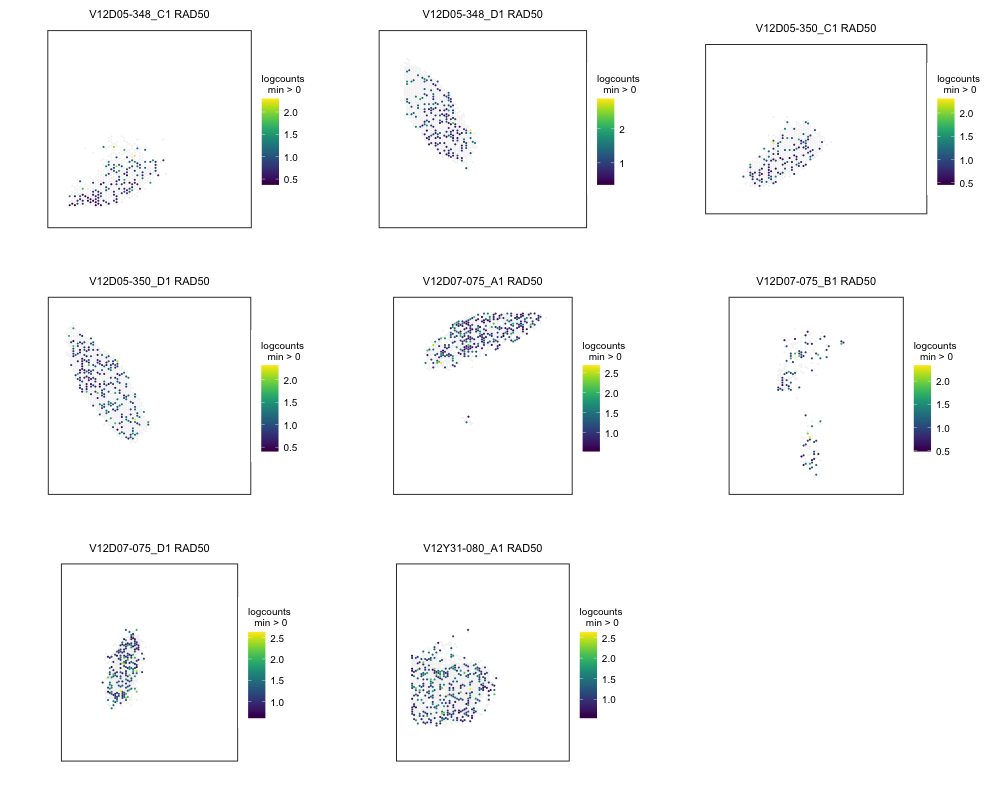 V12D05-348_C1 RAD50
logcounts
min > 0
2.0
1.5
1.0
0.5
V12D05-348_D1 RAD50
logcounts
min > 0
2
1
V12D05-350_C1 RAD50
logcounts
min > 0
2.0
1.5
1.0
0.5
V12D05-350_D1 RAD50
logcounts
min > 0
2.0
1.5
1.0
0.5
V12D07-075_A1 RAD50
logcounts
min > 0
2.5
2.0
1.5
1.0
V12D07-075_B1 RAD50
logcounts
min > 0
2.0
1.5
1.0
0.5
V12D07-075_D1 RAD50
logcounts
min > 0
2.5
2.0
1.5
1.0
V12Y31-080_A1 RAD50
logcounts
min > 0
2.5
2.0
1.5
1.0